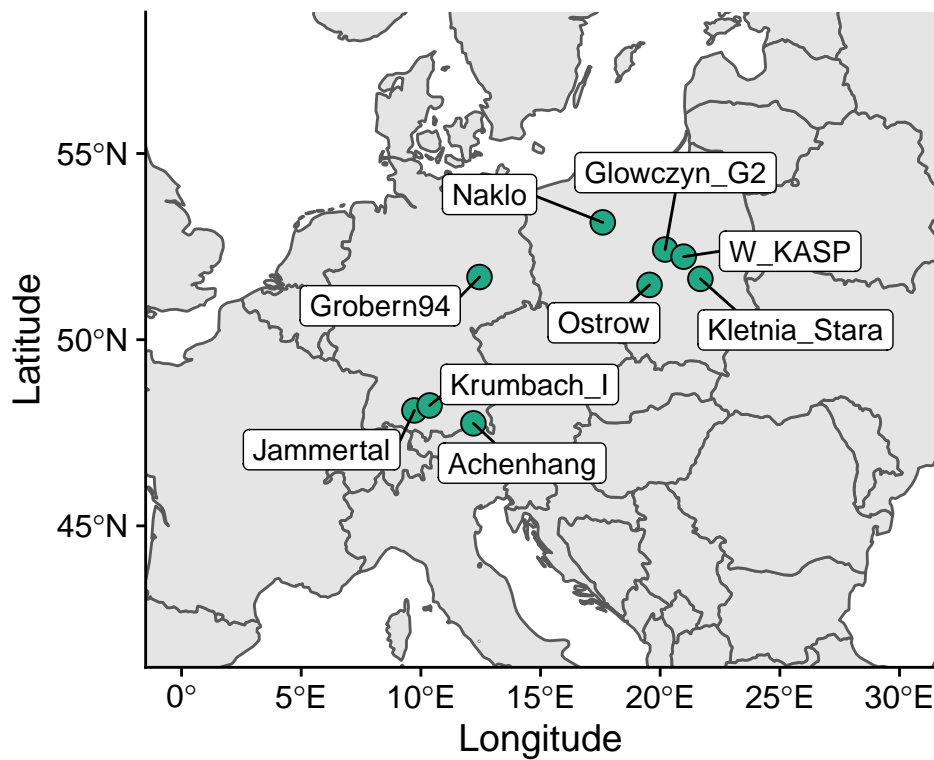 55°N
50°N
45°N
Latitude
Glowczyn_G2
Naklo
W_KASP
Grobern94
Ostrow
Kletnia_Stara
Krumbach_I
Jammertal
Achenhang
0°
5°E
10°E
15°E
20°E
25°E
30°E
Longitude